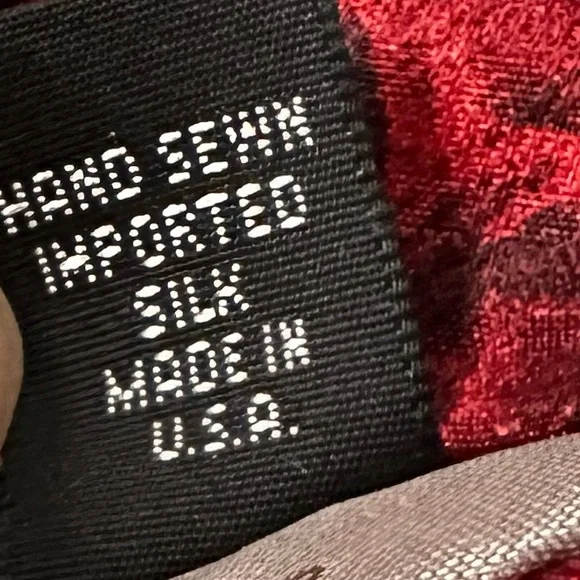 HAND SEWN
IMPORTED
SILK
MADE IN
U.S.A.